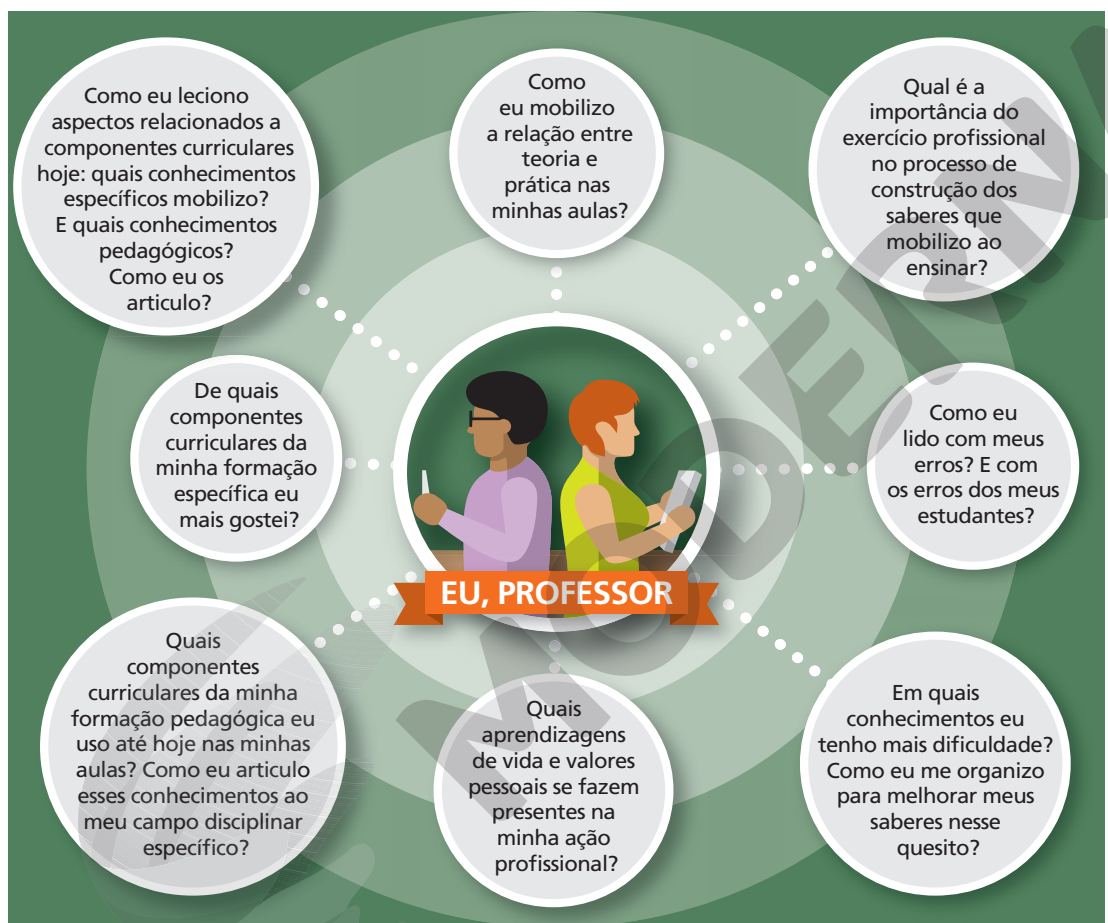 Como eu leciono
aspectos relacionados a
componentes curriculares
hoje: quais conhecimentos
específicos mobilizo?
E quais conhecimentos
pedagógicos?
Como eu os
articulo?
Como
eu mobilizo
a relação entre
teoria e
prática nas
minhas aulas?
Qual é a
importância do
exercício profissional
no processo de
construção dos
saberes que
mobilizo ao
ensinar?
De quais
componentes
curriculares da
minha formação
específica eu
mais gostei?
EU, PROFESSOR
Como eu
lido com meus
erros? E com
os erros dos meus
estudantes?
Quais
componentes
curriculares da minha
formação pedagógica eu
uso até hoje nas minhas
aulas? Como eu articulo
esses conhecimentos ao
meu campo disciplinar
específico?
Quais
aprendizagens
de vida e valores
pessoais se fazem
presentes na
minha ação
profissional?
Em quais
conhecimentos eu
tenho mais dificuldade?
Como eu me organizo
para melhorar meus
saberes nesse
quesito?
MODERNA